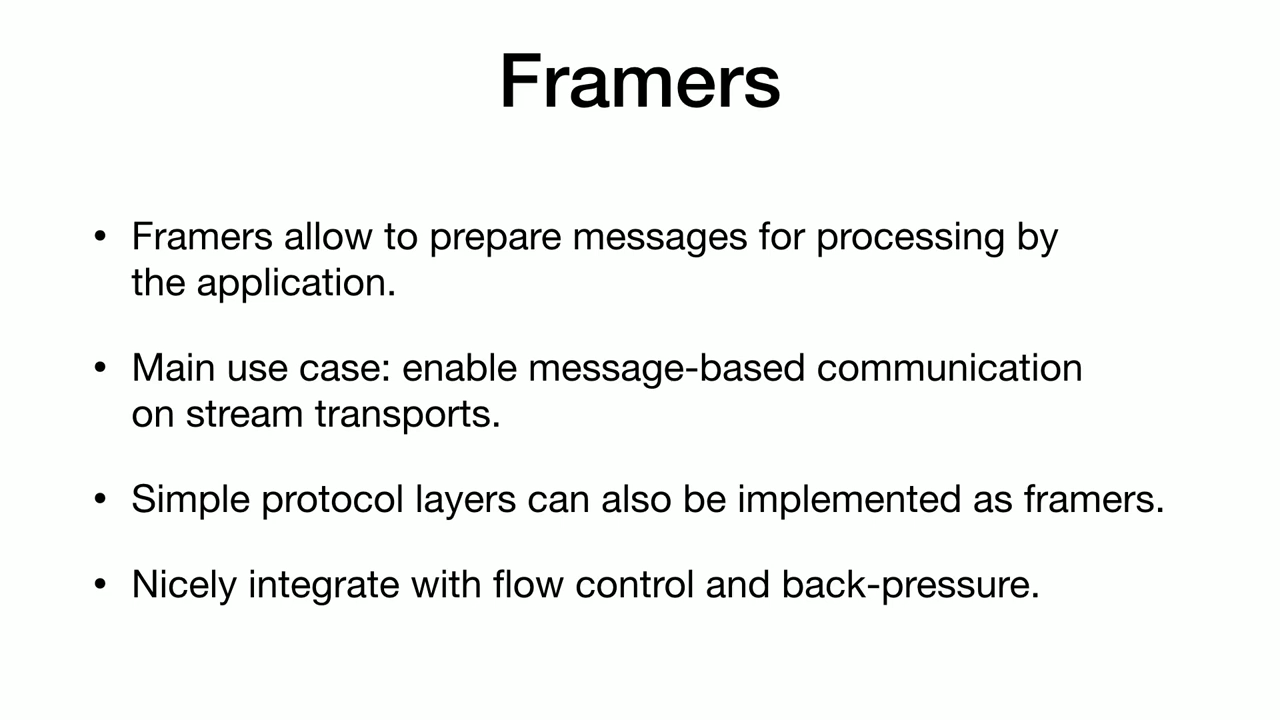 Framers
• Framers allow to prepare messages for processing by
the application.
• Main use case: enable message-based communication
on stream transports.
• Simple protocol layers can also be implemented as framers.
• Nicely integrate with flow control and back-pressure.